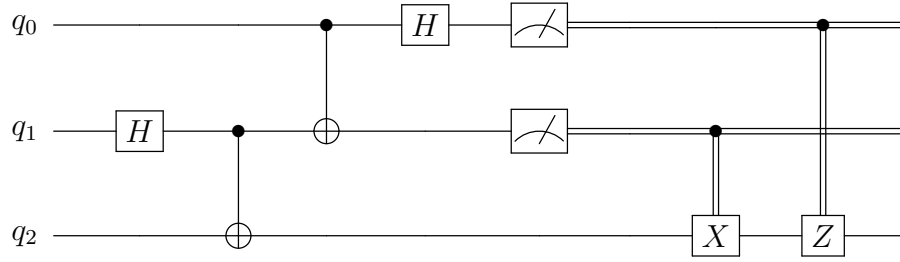 q₀ H
q₁ H
q₂ X Z